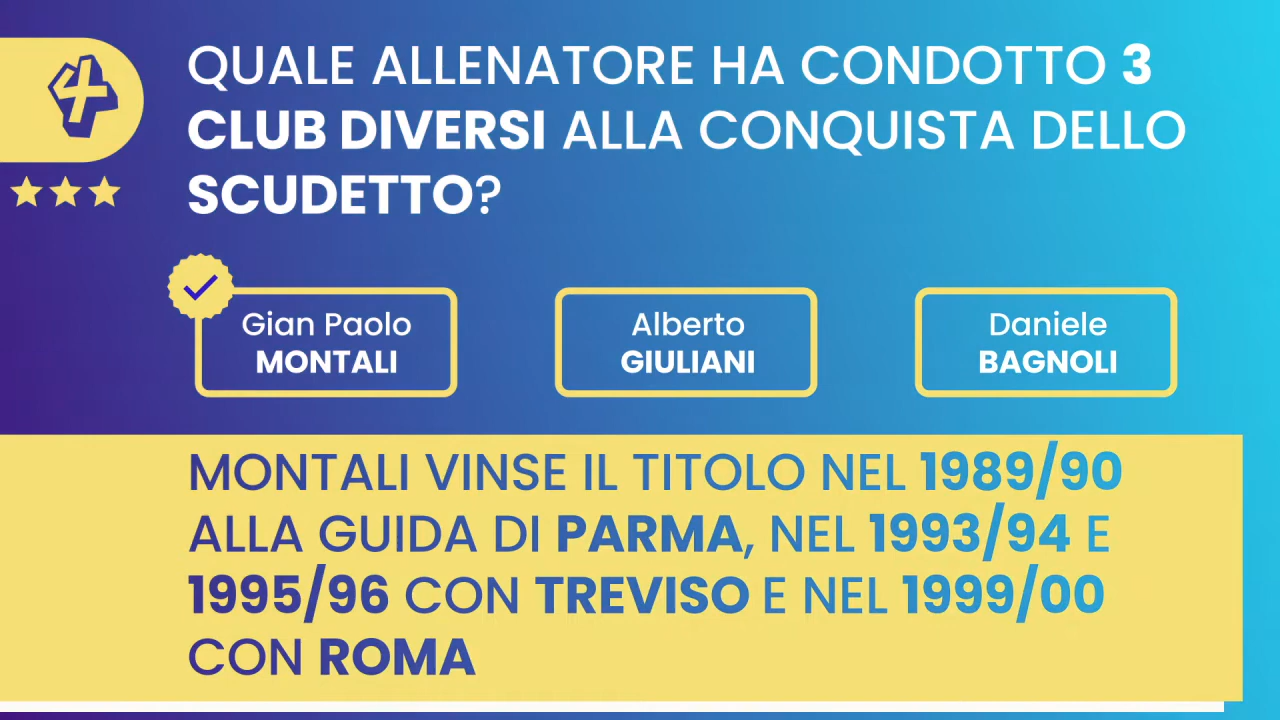 QUALE ALLENATORE HA CONDOTTO 3
CLUB DIVERSI ALLA CONQUISTA DELLO
SCUDETTO?
Gian Paolo
MONTALI
Alberto
GIULIANI
Daniele
BAGNOLI
MONTALI VINSE IL TITOLO NEL 1989/90
ALLA GUIDA DI PARMA, NEL 1993/94 E
1995/96 CON TREVISO E NEL 1999/00
CON ROMA